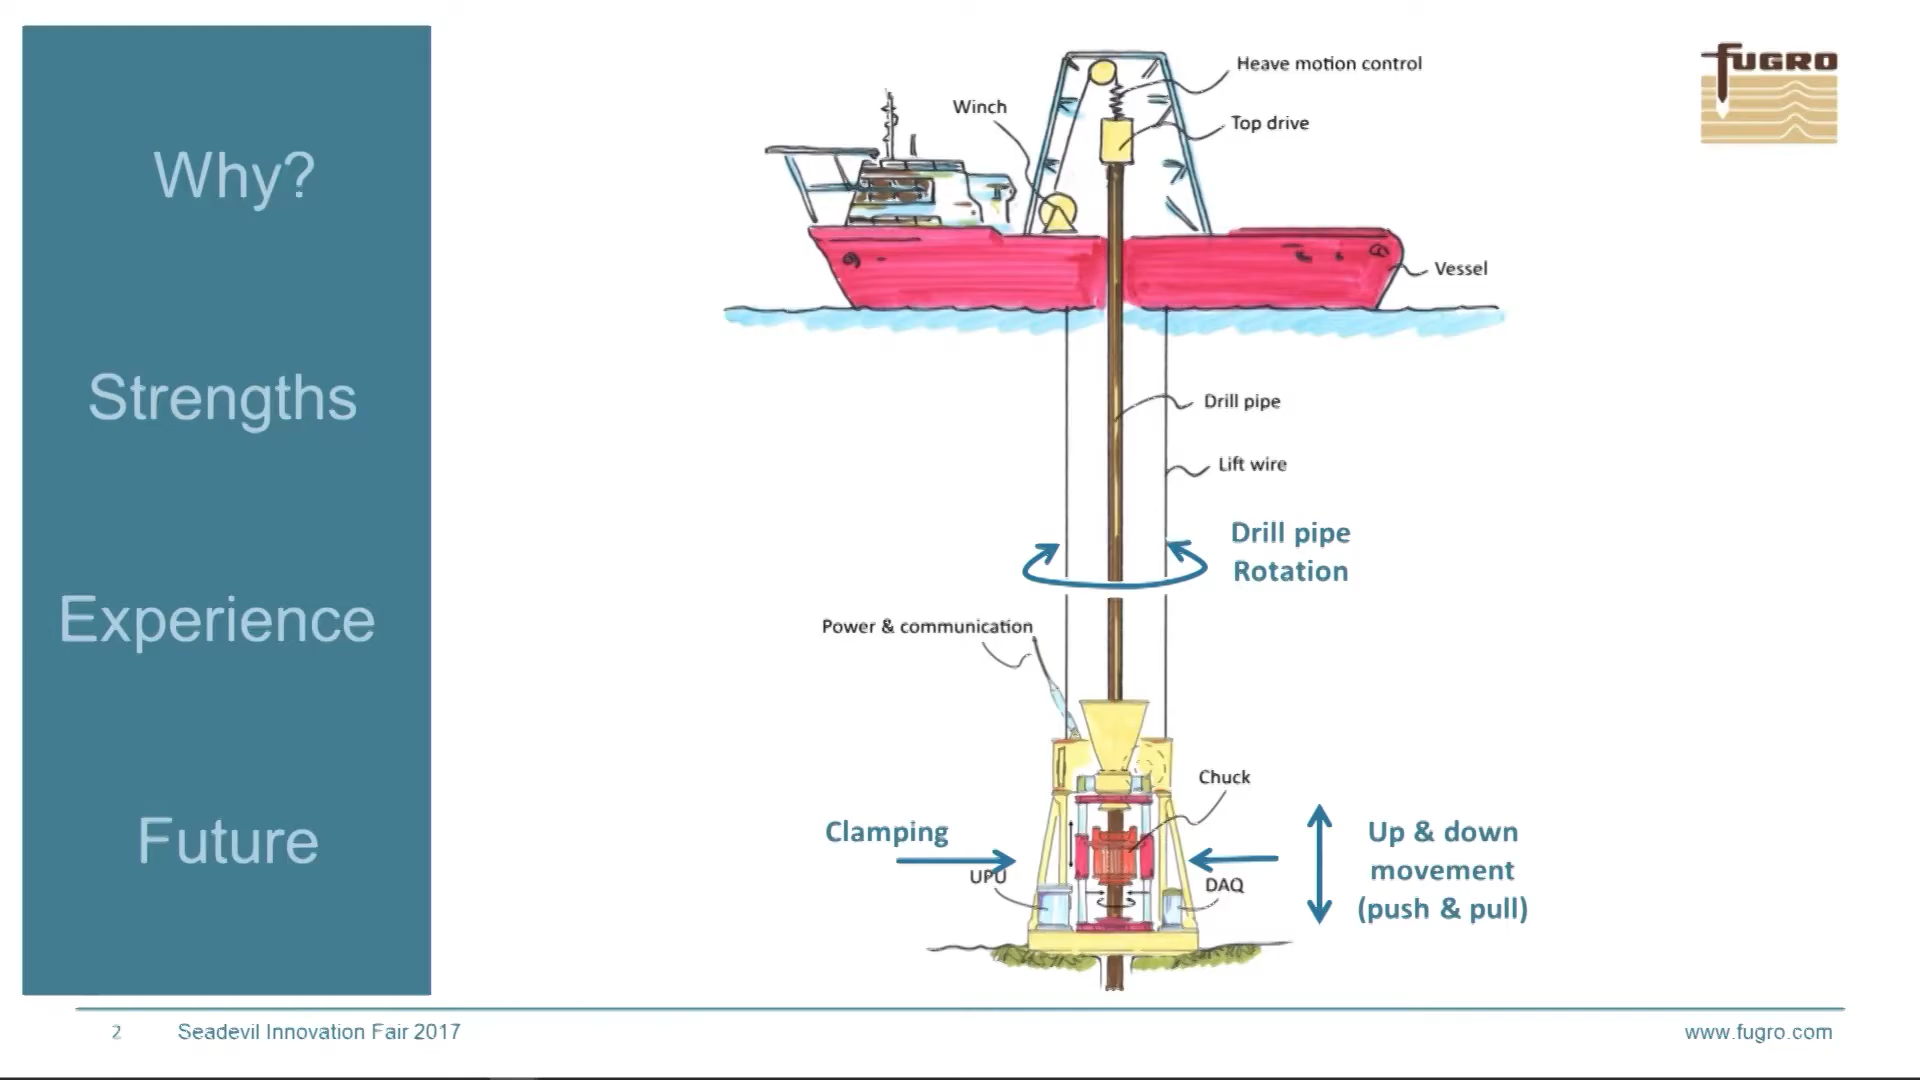 Why?
Strengths
Experience
Future
Heave motion control
Winch
Top drive
Vessel
Drill pipe
Lift wire
Drill pipe
Rotation
Power & communication
Chuck
Clamping
UPU
DAQ
Up & down
movement
(push & pull)
FUGRO
2
Seadevil Innovation Fair 2017
www.fugro.com